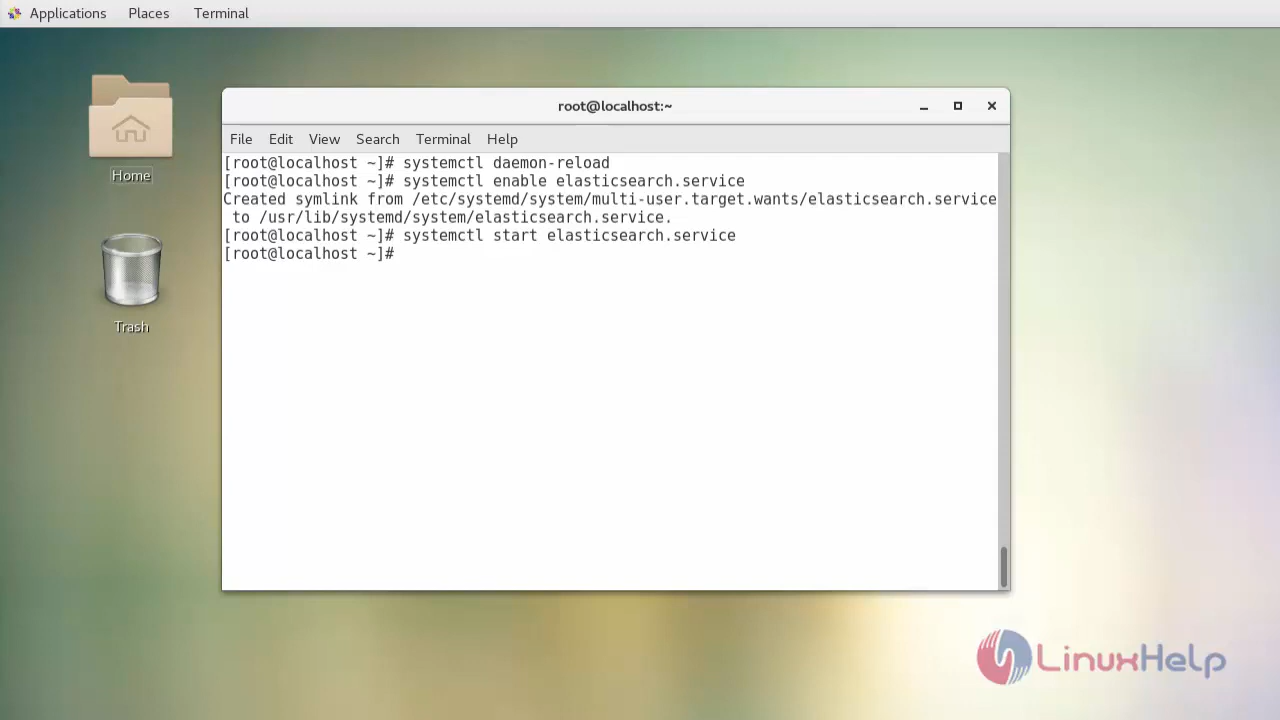 Applications Places Terminal
Home
Trash
root@localhost:~
File Edit View Search Terminal Help
[root@localhost ~]# systemctl daemon-reload
[root@localhost ~]# systemctl enable elasticsearch.service
Created symlink from /etc/systemd/system/multi-user.target.wants/elasticsearch.service
 to /usr/lib/systemd/system/elasticsearch.service.
[root@localhost ~]# systemctl start elasticsearch.service
[root@localhost ~]#
LinuxHelp